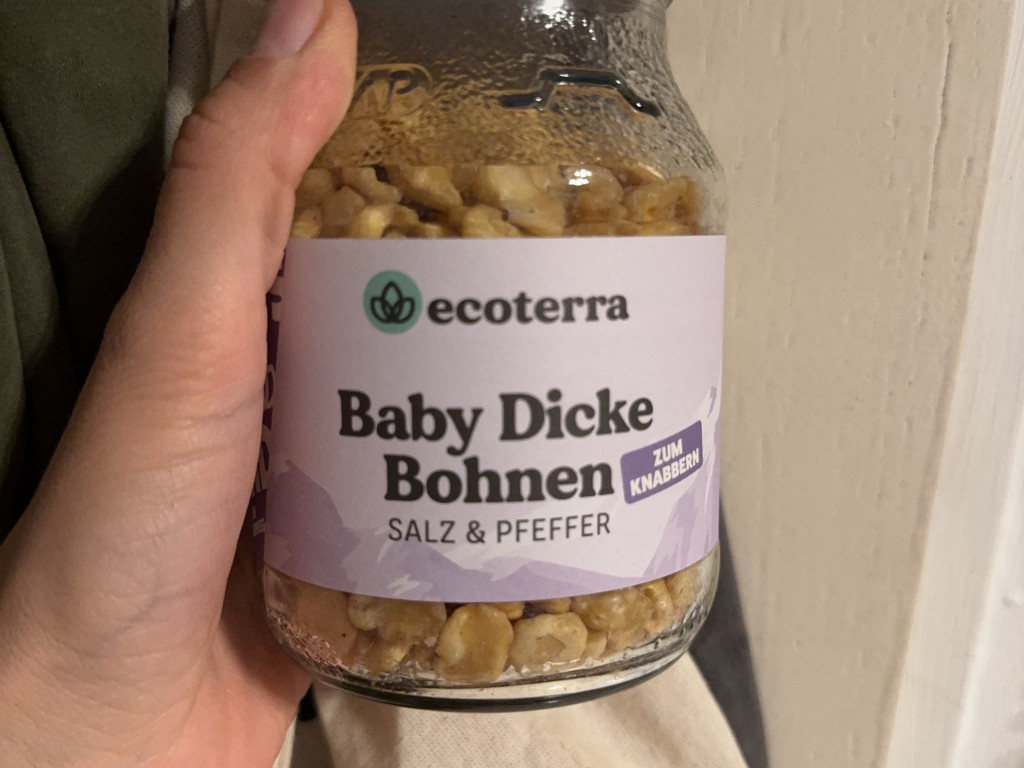 ecoterra
Baby Dicke
Bohnen
ZUM
KNABBERN
SALZ & PFEFFER